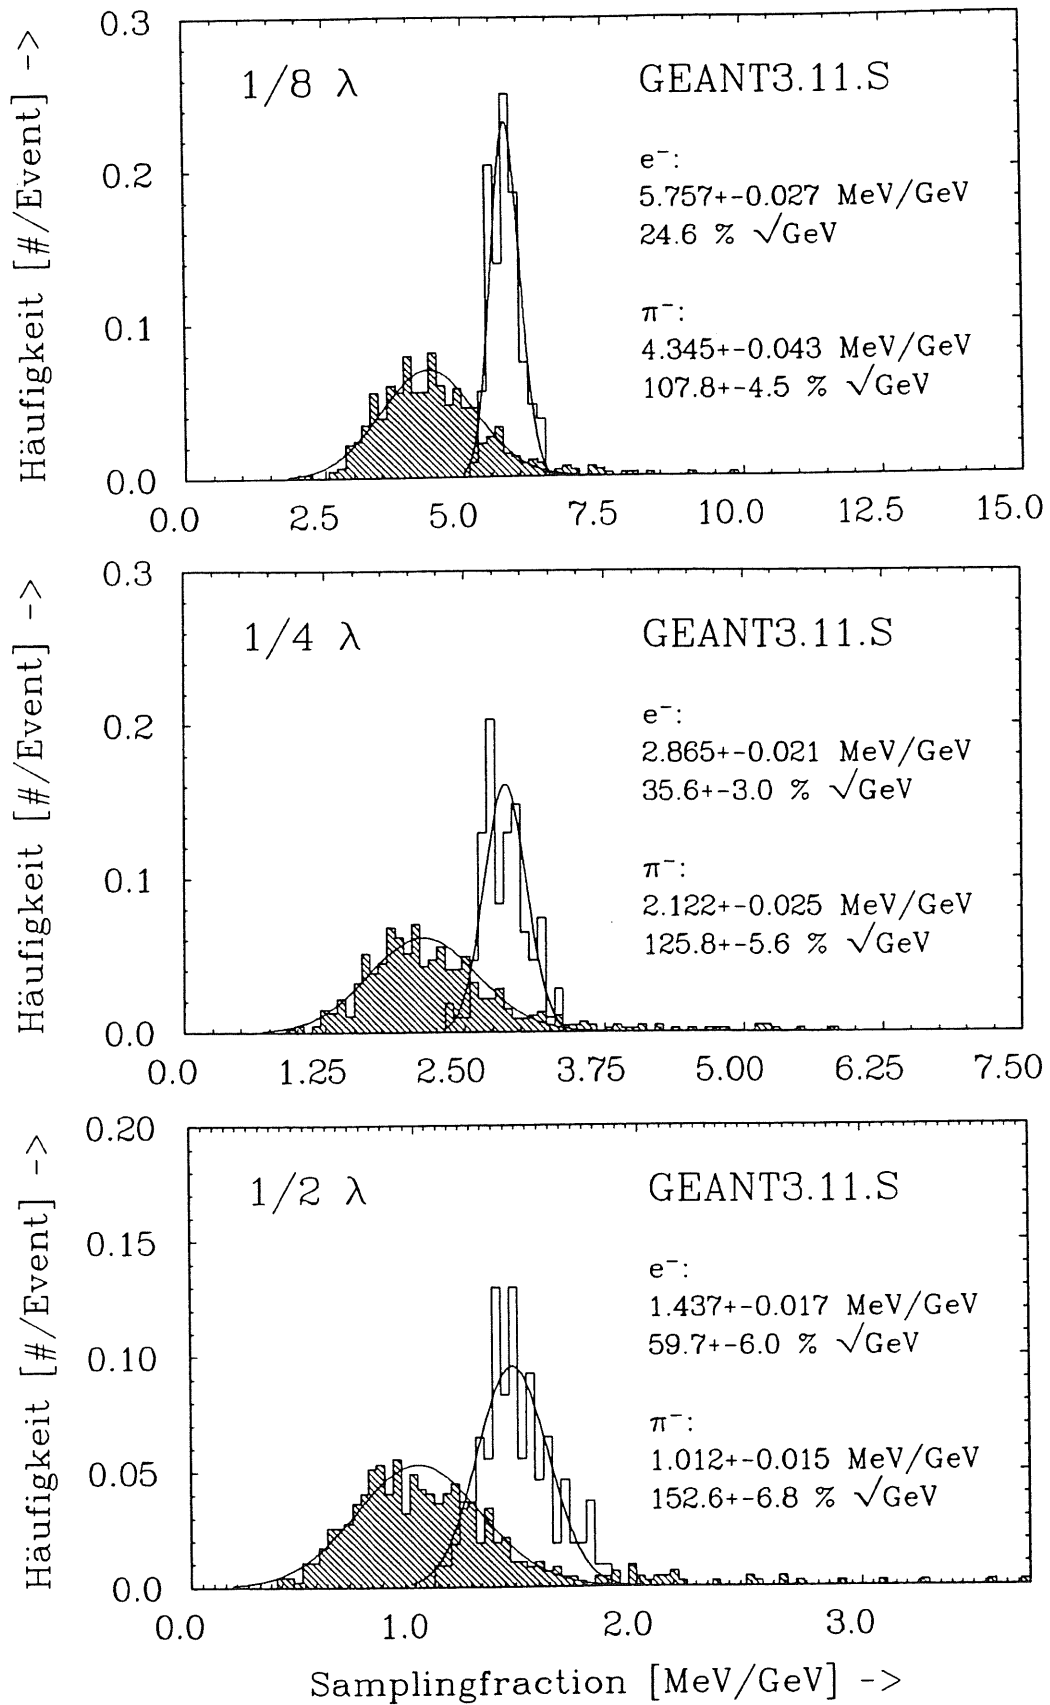 0.3
1/8 λ
GEANT3.11.S
e⁻:
5.757+-0.027 MeV/GeV
24.6 % √GeV
π⁻:
4.345+-0.043 MeV/GeV
107.8+-4.5 % √GeV
0.2
0.1
0.0
Häufigkeit [#/Event] ->
0.0 2.5 5.0 7.5 10.0 12.5 15.0
0.3
1/4 λ
GEANT3.11.S
e⁻:
2.865+-0.021 MeV/GeV
35.6+-3.0 % √GeV
π⁻:
2.122+-0.025 MeV/GeV
125.8+-5.6 % √GeV
0.2
0.1
0.0
Häufigkeit [#/Event] ->
0.0 1.25 2.50 3.75 5.00 6.25 7.50
0.20
1/2 λ
GEANT3.11.S
e⁻:
1.437+-0.017 MeV/GeV
59.7+-6.0 % √GeV
π⁻:
1.012+-0.015 MeV/GeV
152.6+-6.8 % √GeV
0.15
0.10
0.05
0.0
Häufigkeit [#/Event] ->
0.0 1.0 2.0 3.0
Samplingfraction [MeV/GeV] ->